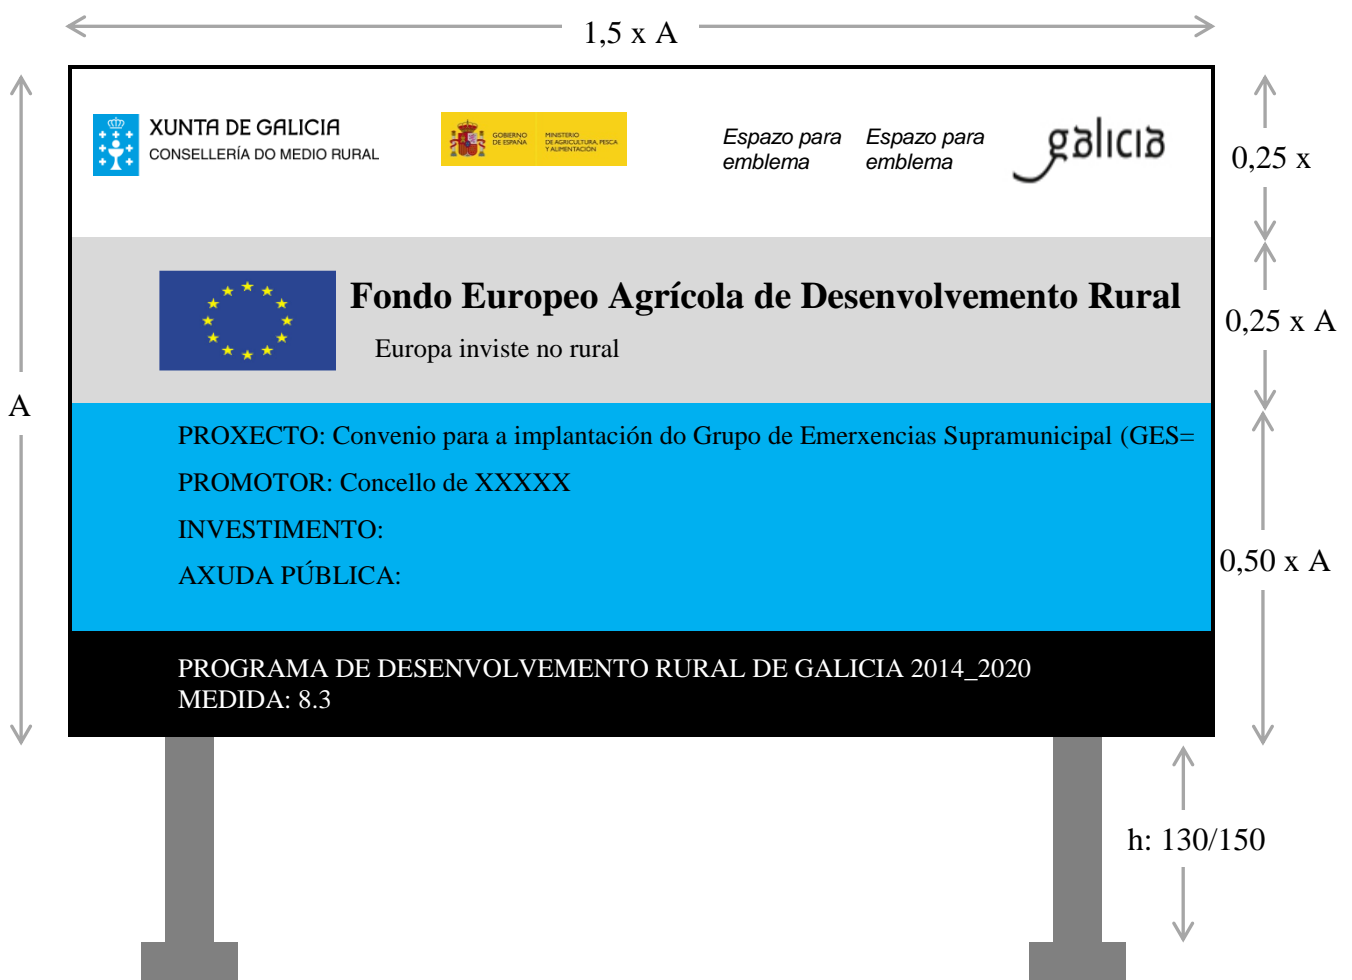 1,5 x A
XUNTA DE GALICIA
CONSELLERÍA DO MEDIO RURAL
GOBIERNO
DE ESPAÑA
MINISTERIO
DE AGRICULTURA, PESCA
Y ALIMENTACIÓN
Espazo para
emblema
Espazo para
emblema
galicia
0,25 x
Fondo Europeo Agrícola de Desenvolvemento Rural
Europa inviste no rural
0,25 x A
A
PROXECTO: Convenio para a implantación do Grupo de Emerxencias Supramunicipal (GES=
PROMOTOR: Concello de XXXXX
INVESTIMENTO:
AXUDA PÚBLICA:
0,50 x A
PROGRAMA DE DESENVOLVEMENTO RURAL DE GALICIA 2014_2020
MEDIDA: 8.3
h: 130/150